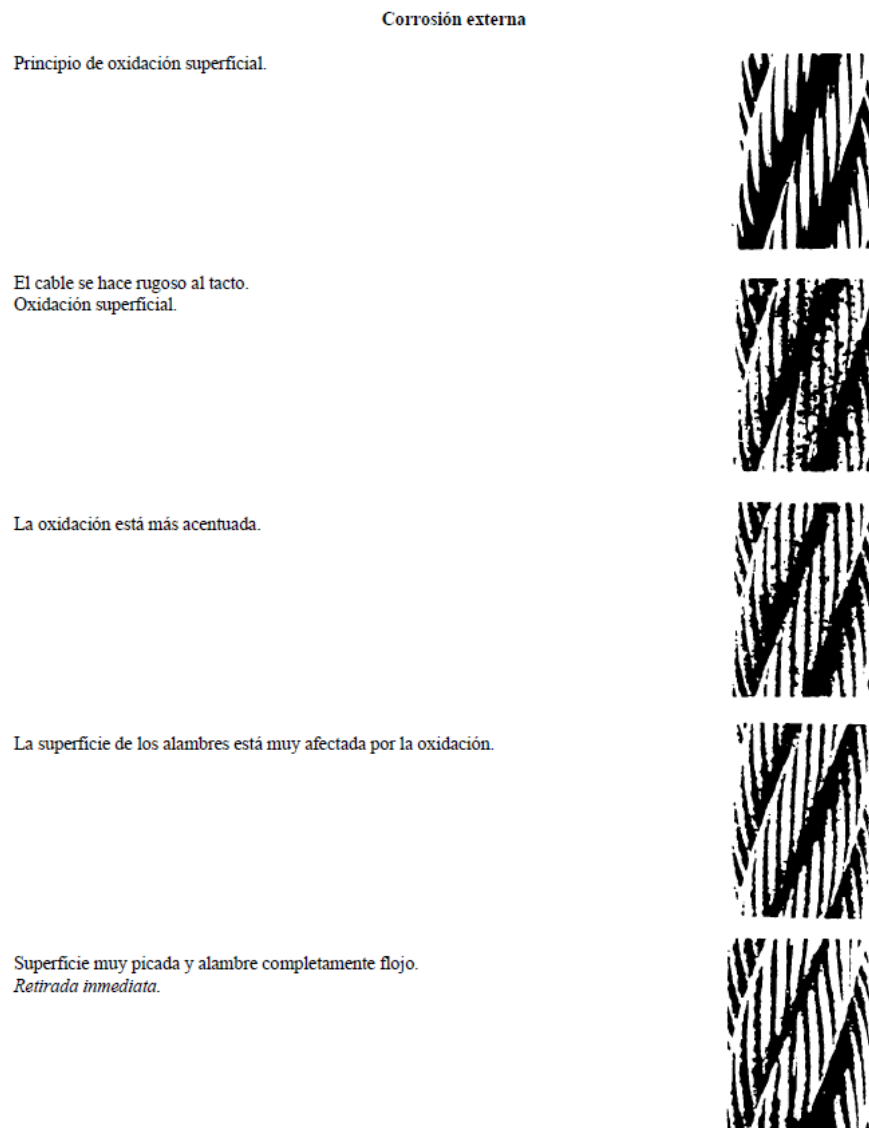 Corrosión externa
Principio de oxidación superficial.
El cable se hace rugoso al tacto.
Oxidación superficial.
La oxidación está más acentuada.
La superficie de los alambres está muy afectada por la oxidación.
Superficie muy picada y alambre completamente flojo.
Retirada inmediata.